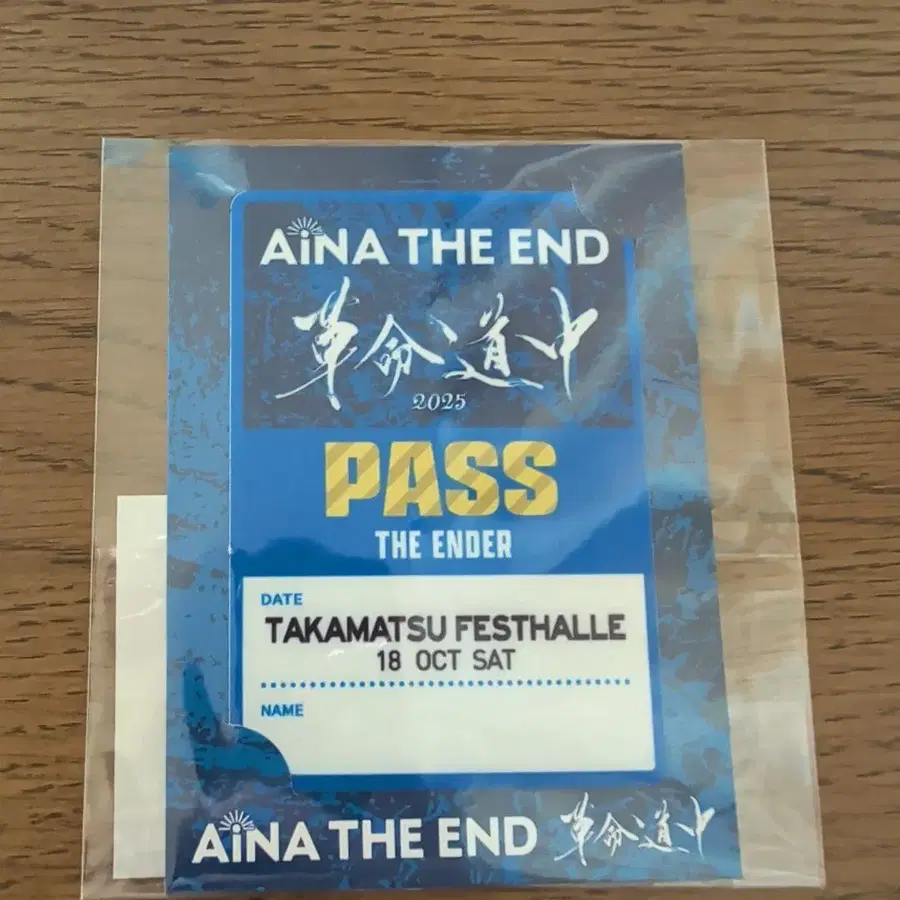 AiNA THE END
革命道中
2025
PASS
THE ENDER
DATE
TAKAMATSU FESTHALLE
18 OCT SAT
NAME
AiNA THE END 革命道中